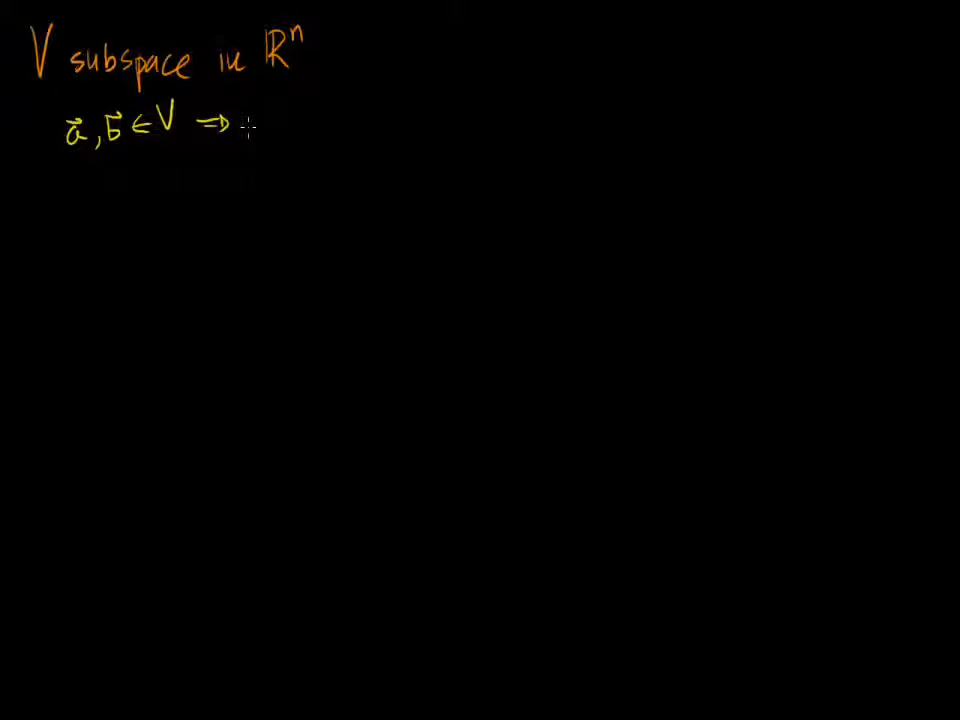 V subspace in ℝⁿ
a⃗, b⃗ ∈ V ⇒